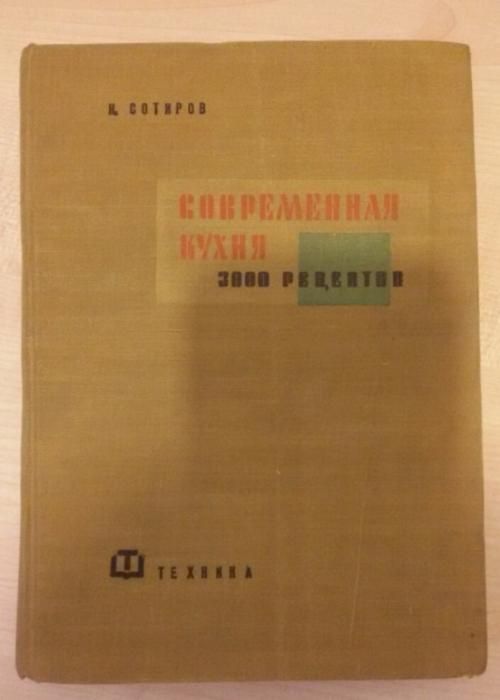 Н. СОТИРОВ
СОВРЕМЕННАЯ
КУХНЯ
3000 РЕЦЕПТОВ
Т
ТЕХНИКА